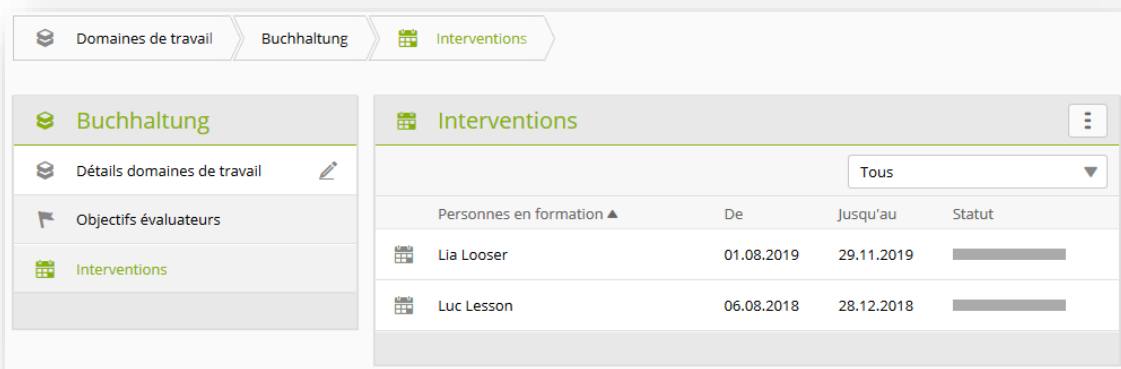 Domaines de travail Buchhaltung Interventions
Buchhaltung
Détails domaines de travail
Objectifs évaluateurs
Interventions
Interventions
Tous
Personnes en formation ▲ De Jusqu'au Statut
Lia Looser 01.08.2019 29.11.2019
Luc Lesson 06.08.2018 28.12.2018